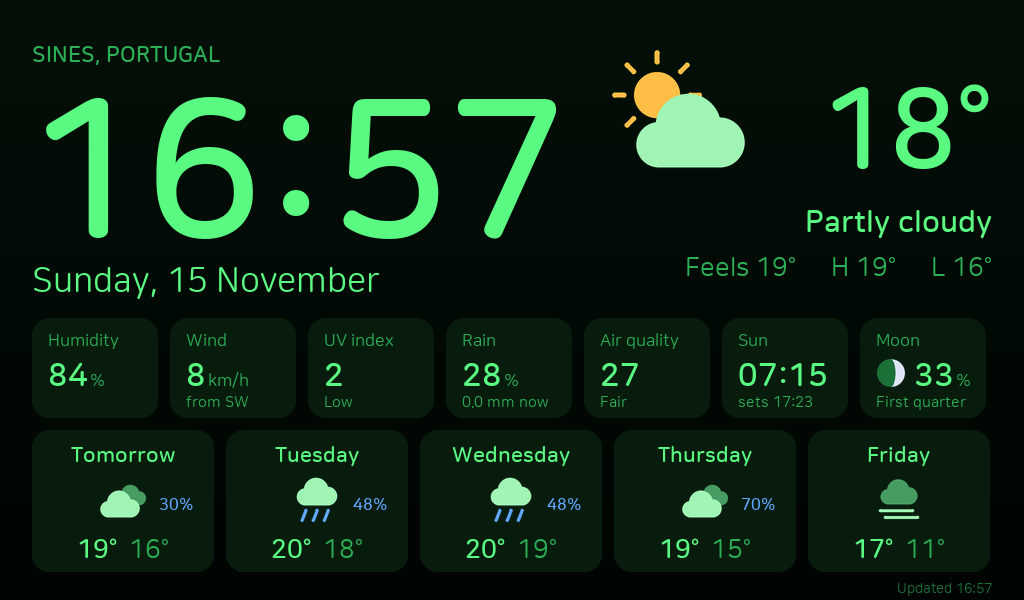 SINES, PORTUGAL
16:57
18°
Partly cloudy
Feels 19° H 19° L 16°
Sunday, 15 November
Humidity
84%
Wind
8 km/h
from SW
UV index
2
Low
Rain
28%
0.0 mm now
Air quality
27
Fair
Sun
07:15
sets 17:23
Moon
33%
First quarter
Tomorrow
30%
19° 16°
Tuesday
48%
20° 18°
Wednesday
48%
20° 19°
Thursday
70%
19° 15°
Friday
17° 11°
Updated 16:57